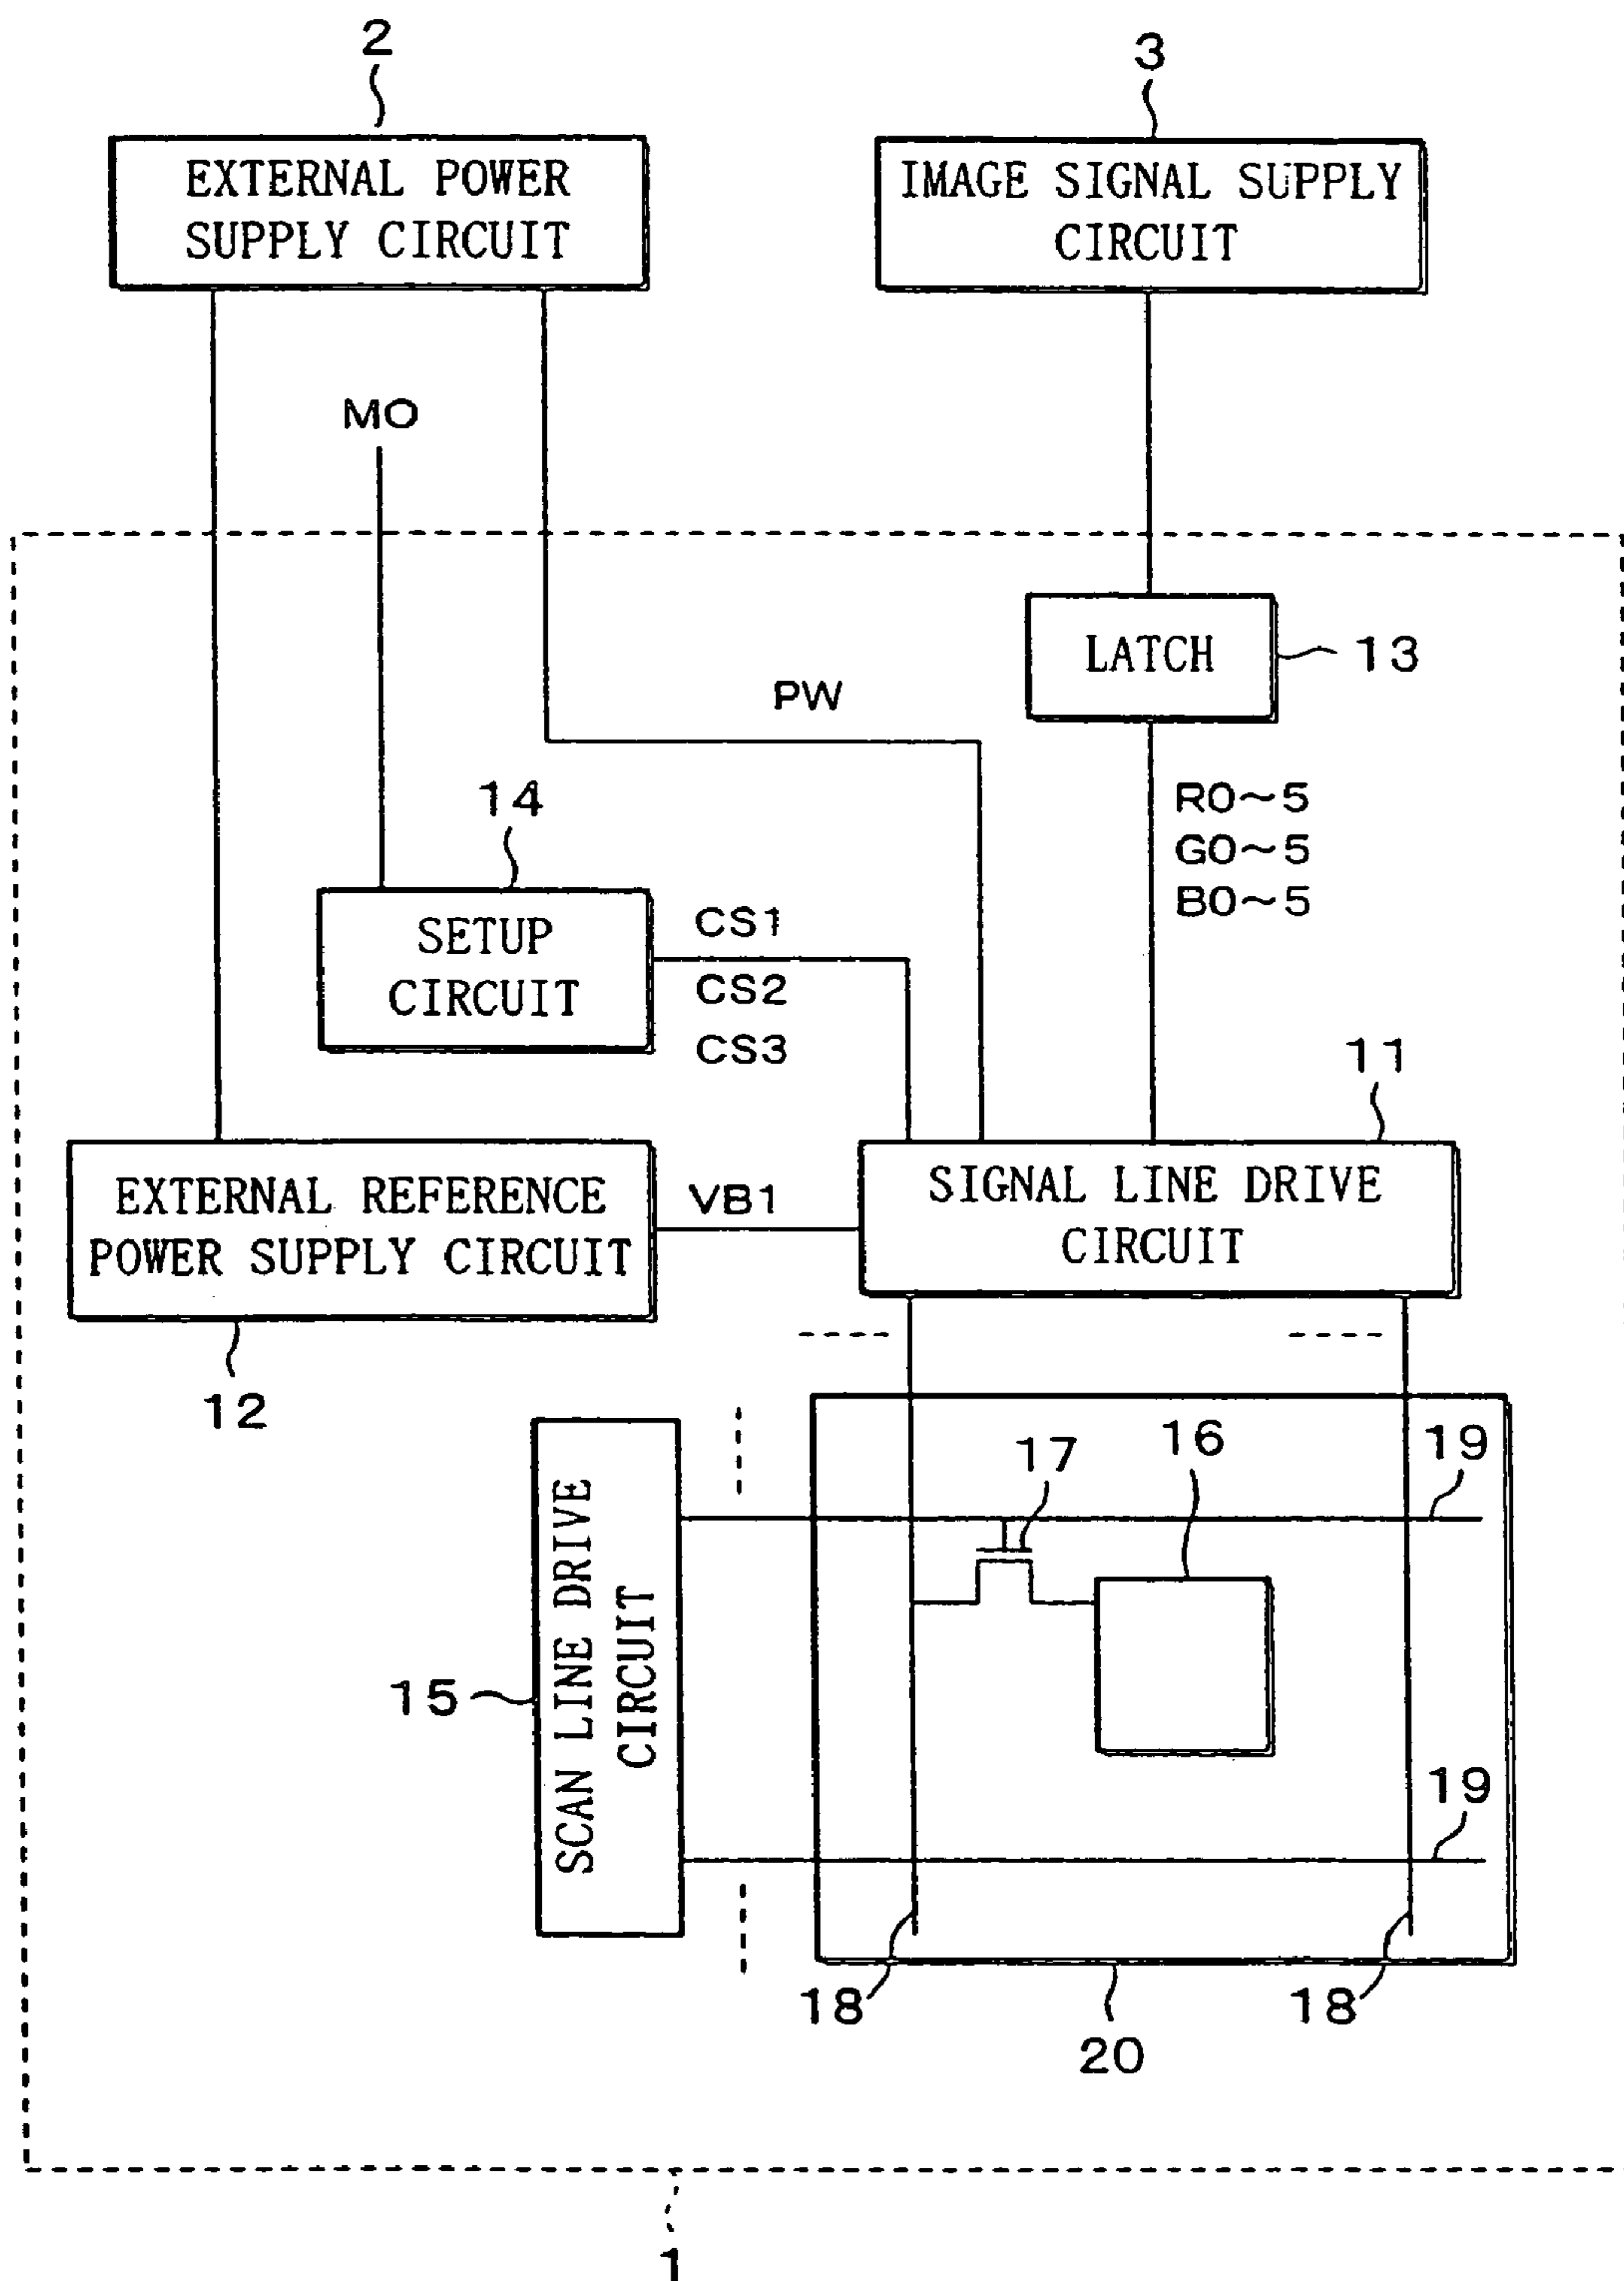 2
3
EXTERNAL POWER
SUPPLY CIRCUIT
IMAGE SIGNAL SUPPLY
CIRCUIT
MO
LATCH
13
PW
14
R0~5
G0~5
B0~5
SETUP
CIRCUIT
CS1
CS2
CS3
11
EXTERNAL REFERENCE
POWER SUPPLY CIRCUIT
VB1
SIGNAL LINE DRIVE
CIRCUIT
12
17
16
19
SCAN LINE DRIVE
CIRCUIT
15
19
18
18
20
1